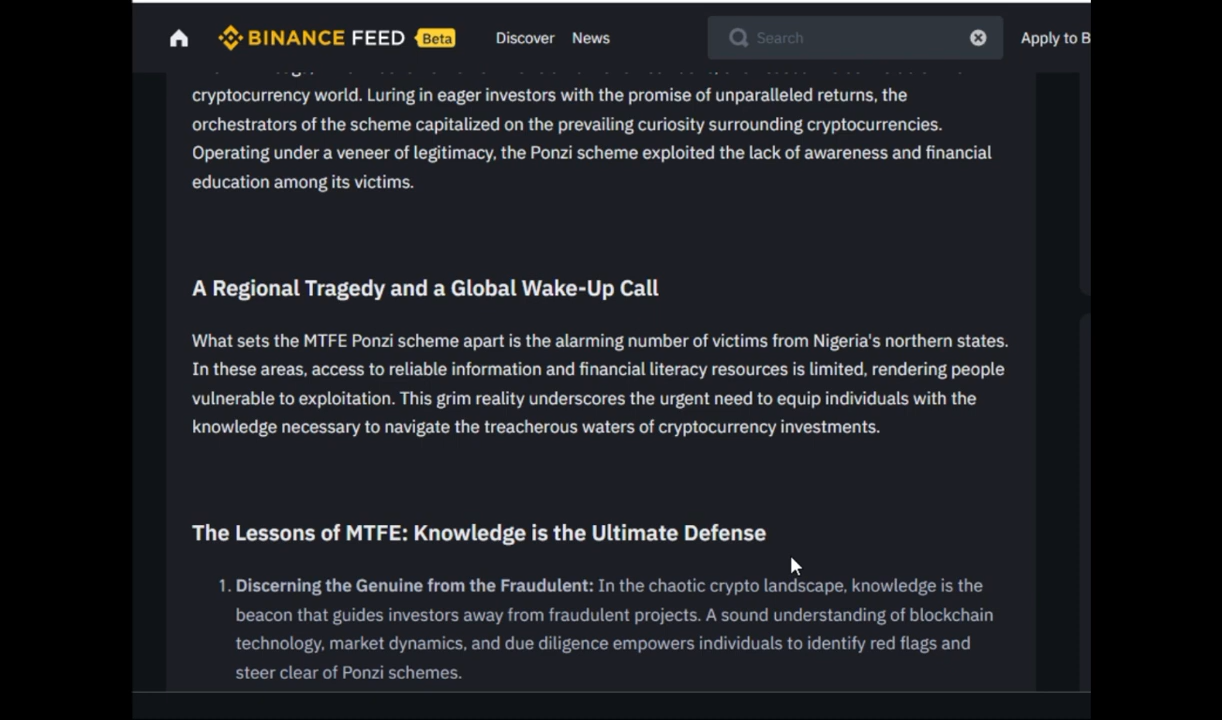 BINANCE FEED Beta
Discover
News
Search
Apply to B
cryptocurrency world. Luring in eager investors with the promise of unparalleled returns, the
orchestrators of the scheme capitalized on the prevailing curiosity surrounding cryptocurrencies.
Operating under a veneer of legitimacy, the Ponzi scheme exploited the lack of awareness and financial
education among its victims.
A Regional Tragedy and a Global Wake-Up Call
What sets the MTFE Ponzi scheme apart is the alarming number of victims from Nigeria's northern states.
In these areas, access to reliable information and financial literacy resources is limited, rendering people
vulnerable to exploitation. This grim reality underscores the urgent need to equip individuals with the
knowledge necessary to navigate the treacherous waters of cryptocurrency investments.
The Lessons of MTFE: Knowledge is the Ultimate Defense
1. Discerning the Genuine from the Fraudulent: In the chaotic crypto landscape, knowledge is the
beacon that guides investors away from fraudulent projects. A sound understanding of blockchain
technology, market dynamics, and due diligence empowers individuals to identify red flags and
steer clear of Ponzi schemes.